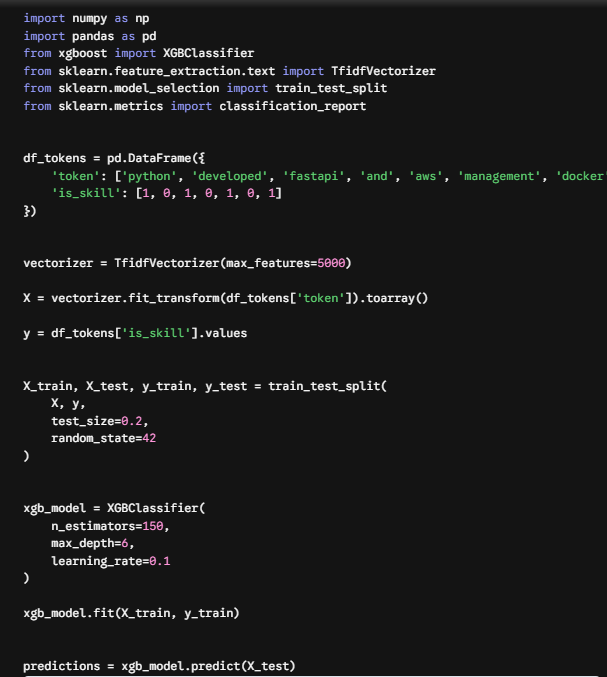 import numpy as np
import pandas as pd
from xgboost import XGBClassifier
from sklearn.feature_extraction.text import TfidfVectorizer
from sklearn.model_selection import train_test_split
from sklearn.metrics import classification_report
df_tokens = pd.DataFrame({
    'token': ['python', 'developed', 'fastapi', 'and', 'aws', 'management', 'docker'
    'is_skill': [1, 0, 1, 0, 1, 0, 1]
})
vectorizer = TfidfVectorizer(max_features=5000)
X = vectorizer.fit_transform(df_tokens['token']).toarray()
y = df_tokens['is_skill'].values
X_train, X_test, y_train, y_test = train_test_split(
    X, y,
    test_size=0.2,
    random_state=42
)
xgb_model = XGBClassifier(
    n_estimators=150,
    max_depth=6,
    learning_rate=0.1
)
xgb_model.fit(X_train, y_train)
predictions = xgb_model.predict(X_test)